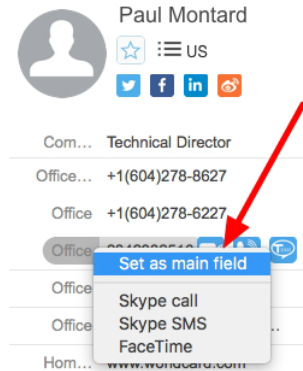 Paul Montard
US
Com... Technical Director
Office... +1(604)278-8627
Office +1(604)278-6227
Office
Set as main field
Office
Skype call
Office Skype SMS ..
FaceTime
Hom... www.worldcard.com